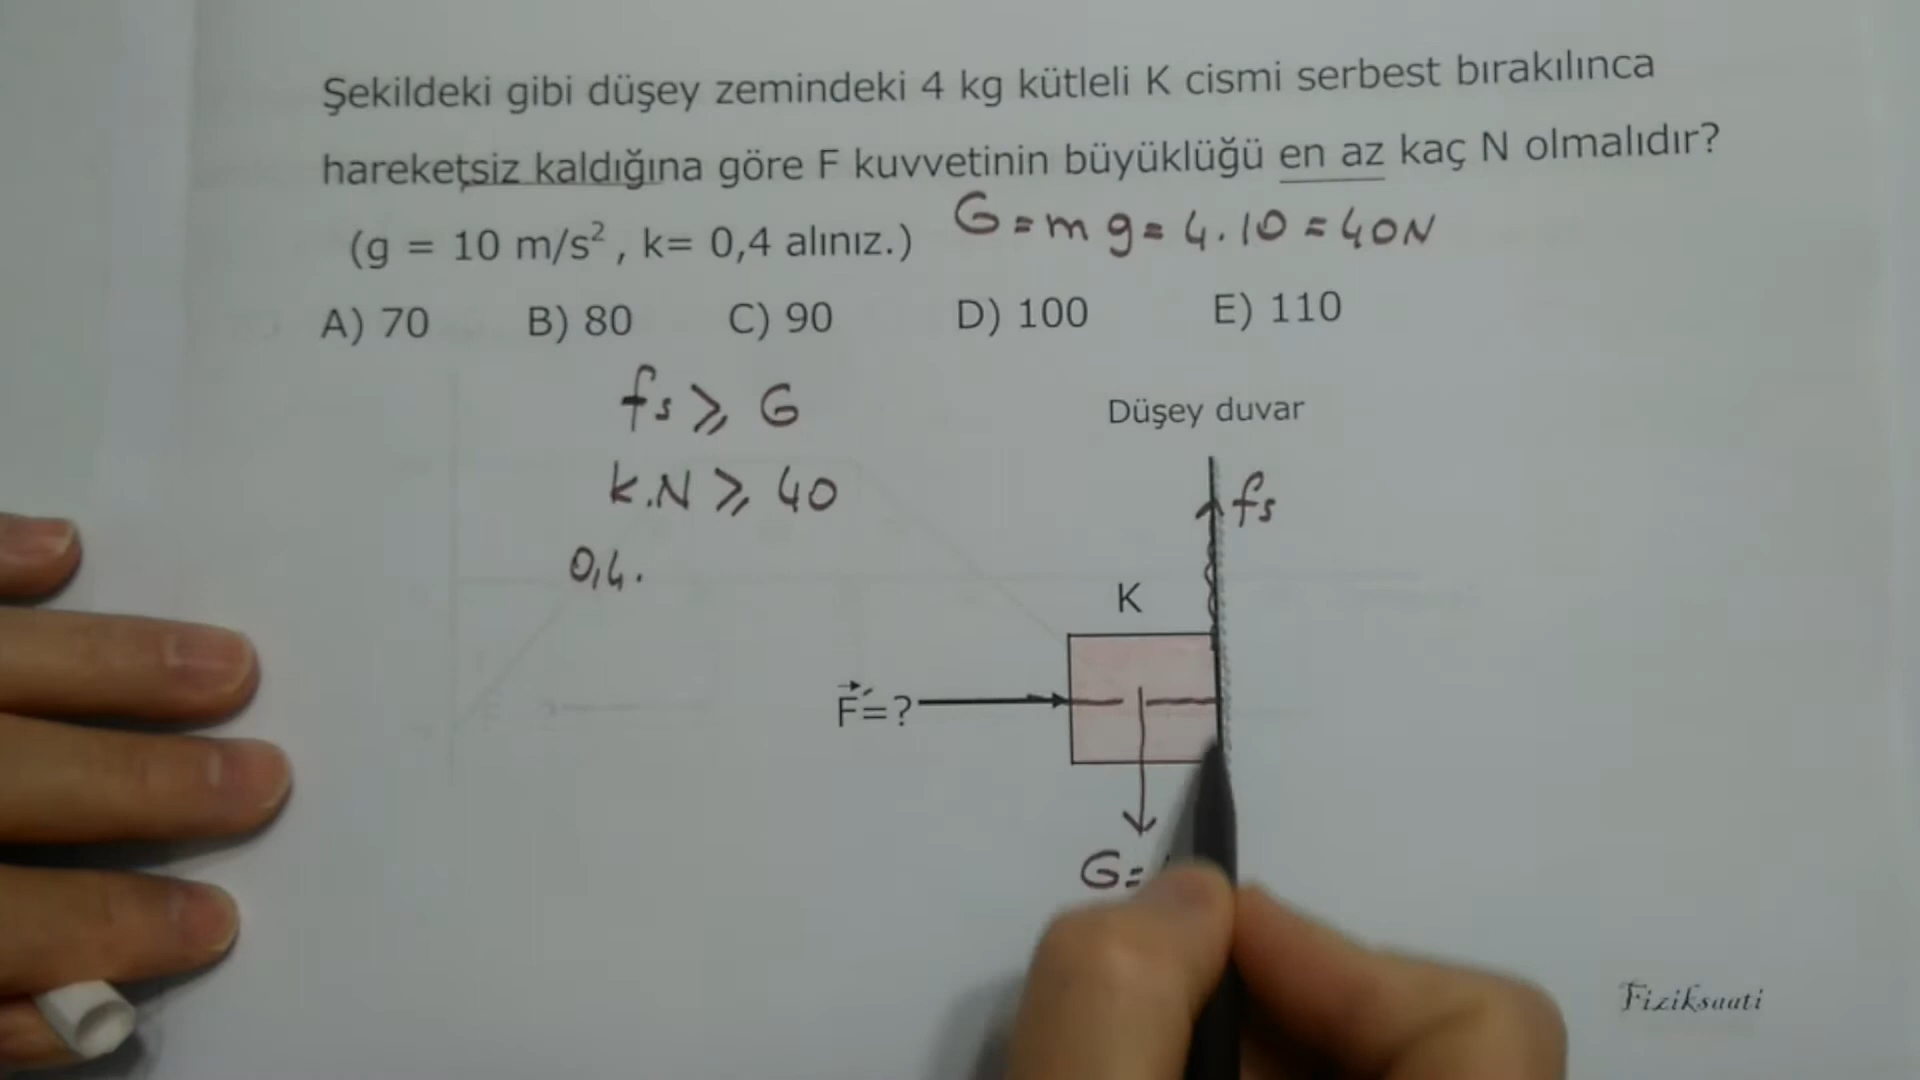 Şekildeki gibi düşey zemindeki 4 kg kütleli K cismi serbest bırakılınca
hareketsiz kaldığına göre F kuvvetinin büyüklüğü en az kaç N olmalıdır?
(g = 10 m/s², k= 0,4 alınız.) G = mg = 4.10 = 40N
A) 70 B) 80 C) 90 D) 100 E) 110
fs ⩾ G
Düşey duvar
k.N ⩾ 40
fs
0,4.
K
F⃗=?
G=
Fiziksaati